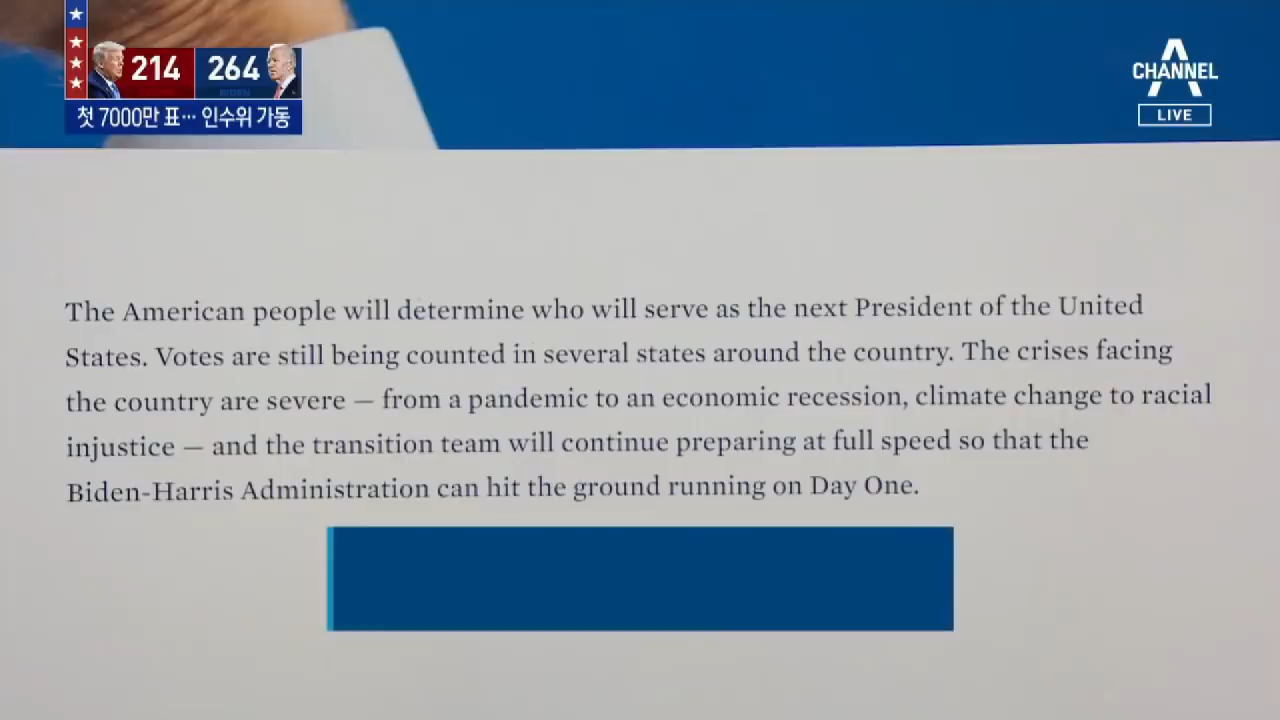 214
264
첫 7000만 표… 인수위 가동
CHANNEL
LIVE
The American people will determine who will serve as the next President of the United
States. Votes are still being counted in several states around the country. The crises facing
the country are severe — from a pandemic to an economic recession, climate change to racial
injustice — and the transition team will continue preparing at full speed so that the
Biden-Harris Administration can hit the ground running on Day One.